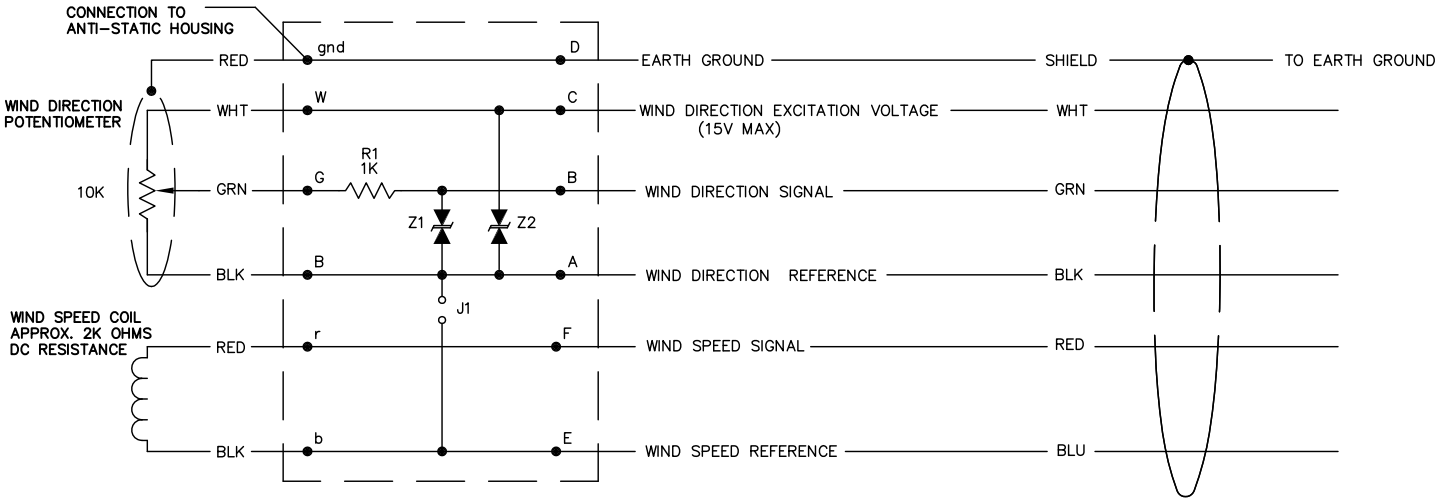 CONNECTION TO
ANTI-STATIC HOUSING
gnd
D
RED
EARTH GROUND
SHIELD
TO EARTH GROUND
WIND DIRECTION
POTENTIOMETER
WHT
W
C
WIND DIRECTION EXCITATION VOLTAGE
(15V MAX)
WHT
R1
1K
10K
GRN
G
B
WIND DIRECTION SIGNAL
GRN
Z1
Z2
BLK
B
A
WIND DIRECTION REFERENCE
BLK
J1
WIND SPEED COIL
APPROX. 2K OHMS
DC RESISTANCE
RED
r
F
WIND SPEED SIGNAL
RED
BLK
b
E
WIND SPEED REFERENCE
BLU